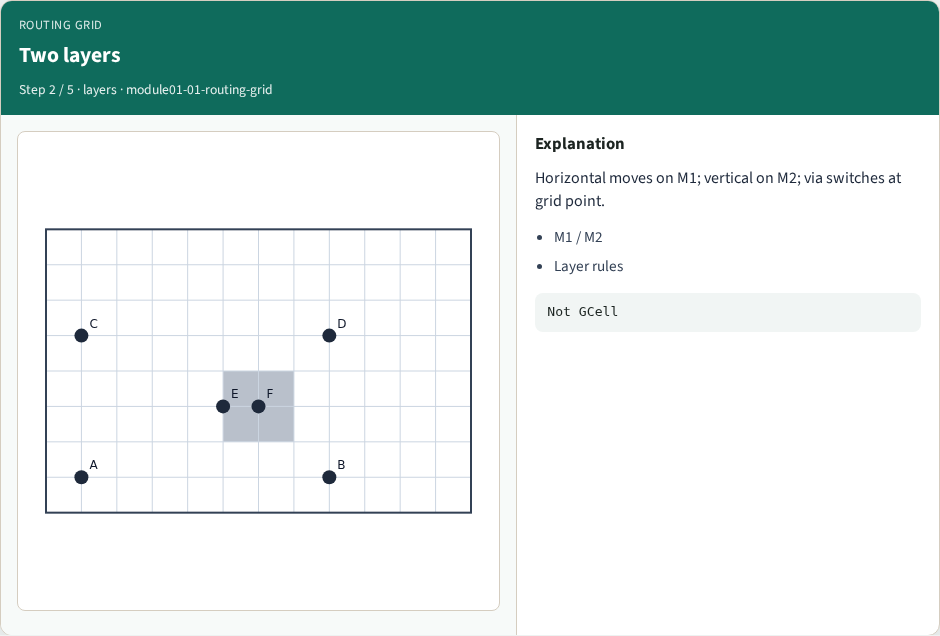 ROUTING GRID
Two layers
Step 2 / 5 · layers · module01-01-routing-grid
C
D
E
F
A
B
Explanation
Horizontal moves on M1; vertical on M2; via switches at
grid point.
• M1 / M2
• Layer rules
Not GCell